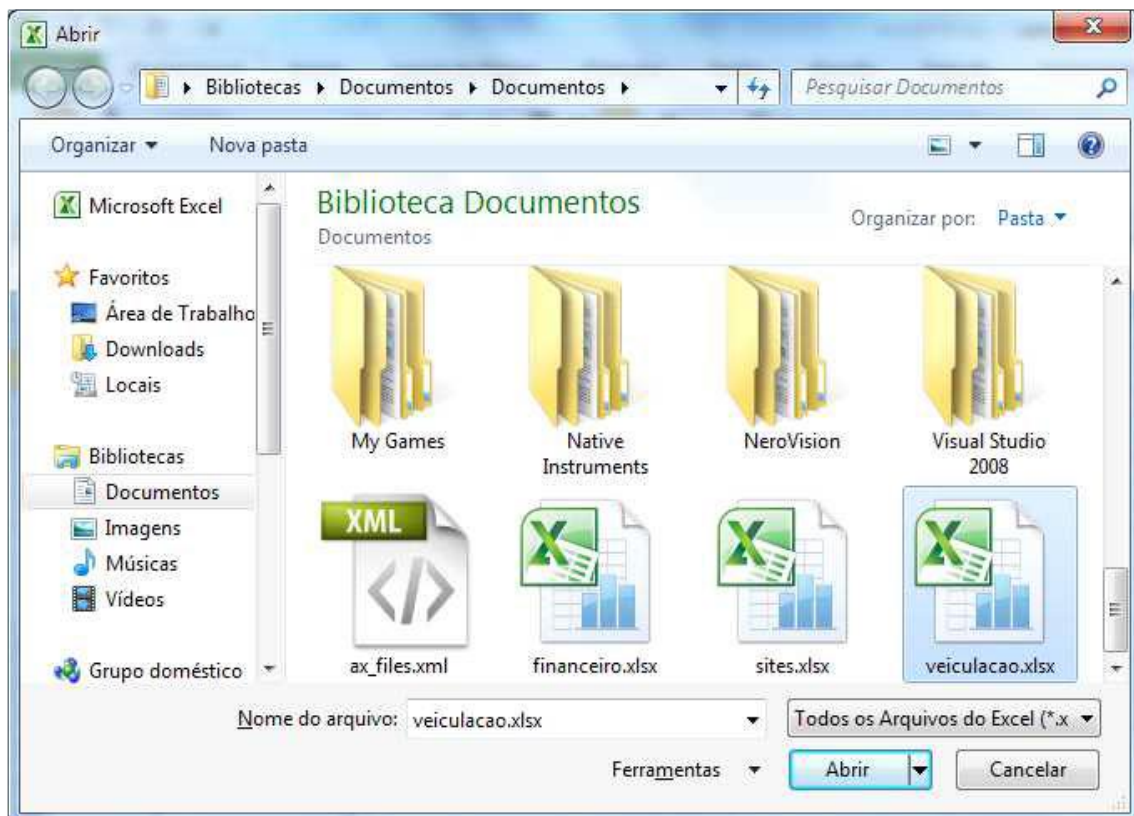 Abrir
Bibliotecas Documentos Documentos
Pesquisar Documentos
Organizar Nova pasta
Microsoft Excel
Favoritos
Área de Trabalho
Downloads
Locais
Bibliotecas
Documentos
Imagens
Músicas
Vídeos
Grupo doméstico
Biblioteca Documentos
Documentos
Organizar por: Pasta
My Games
Native
Instruments
NeroVision
Visual Studio
2008
XML
ax_files.xml
financeiro.xlsx
sites.xlsx
veiculacao.xlsx
Nome do arquivo: veiculacao.xlsx
Todos os Arquivos do Excel (*.x
Ferramentas
Abrir
Cancelar